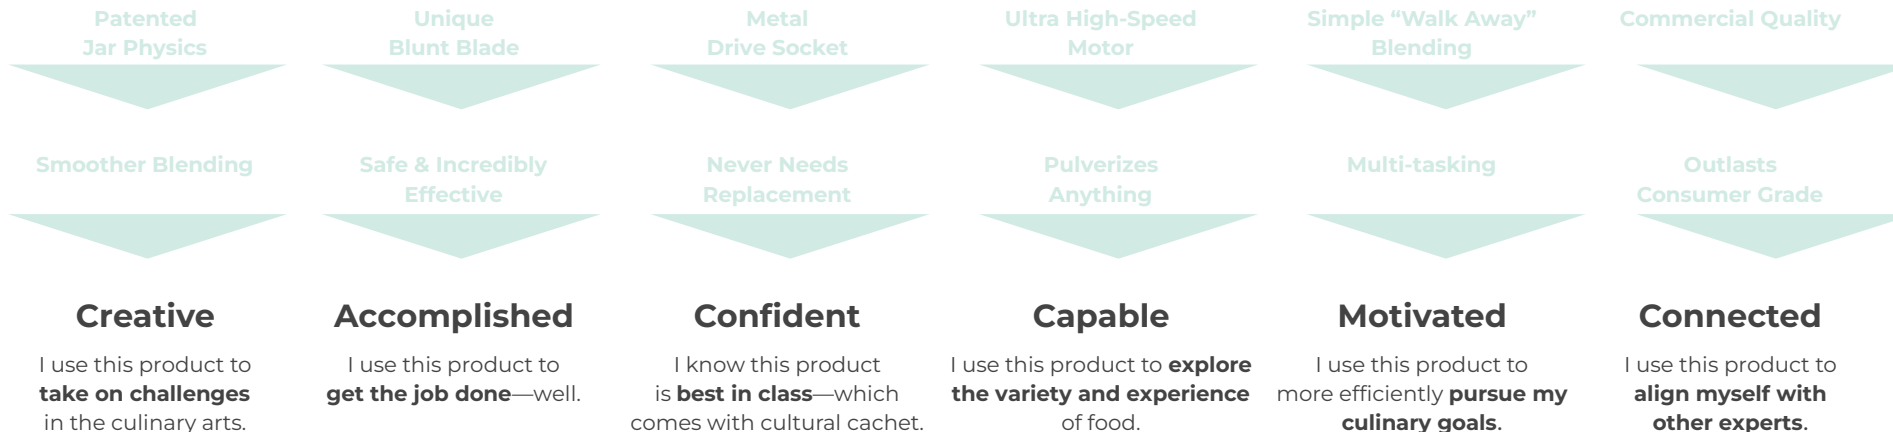 Patented
Jar Physics
Unique
Blunt Blade
Metal
Drive Socket
Ultra High-Speed
Motor
Simple “Walk Away”
Blending
Commercial Quality
Smoother Blending
Safe & Incredibly
Effective
Never Needs
Replacement
Pulverizes
Anything
Multi-tasking
Outlasts
Consumer Grade
Creative
I use this product to
take on challenges
in the culinary arts.
Accomplished
I use this product to
get the job done—well.
Confident
I know this product
is best in class—which
comes with cultural cachet.
Capable
I use this product to explore
the variety and experience
of food.
Motivated
I use this product to
more efficiently pursue my
culinary goals.
Connected
I use this product to
align myself with
other experts.